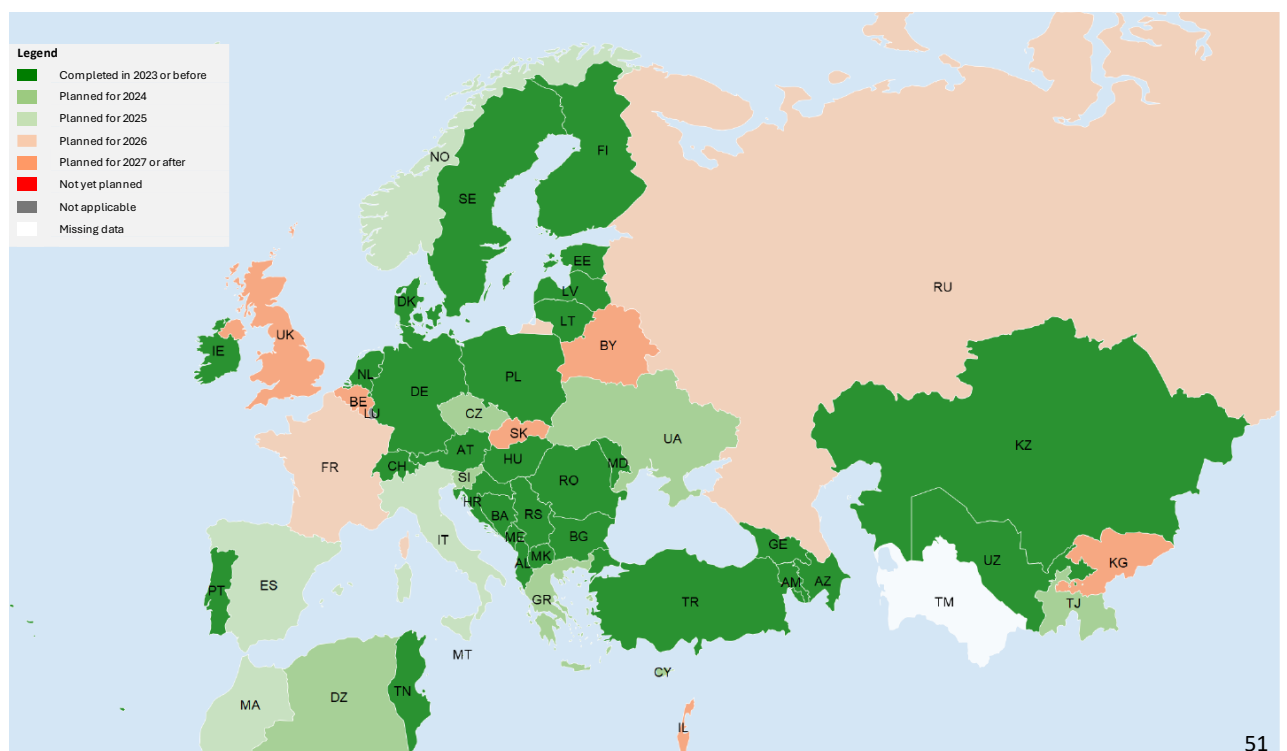 Legend
Completed in 2023 or before
Planned for 2024
Planned for 2025
Planned for 2026
Planned for 2027 or after
Not yet planned
Not applicable
Missing data
NO
FI
SE
EE
RU
LV
DK
LT
UK
BY
IE
NL
PL
DE
BE
LU
CZ
SK
UA
KZ
AT
HU
MD
FR
CH
SI
RO
HR
BA
RS
ME
BG
IT
GE
MK
AL
UZ
KG
AM
AZ
ES
PT
GR
TR
TM
TJ
MT
CY
TN
DZ
MA
IL
51